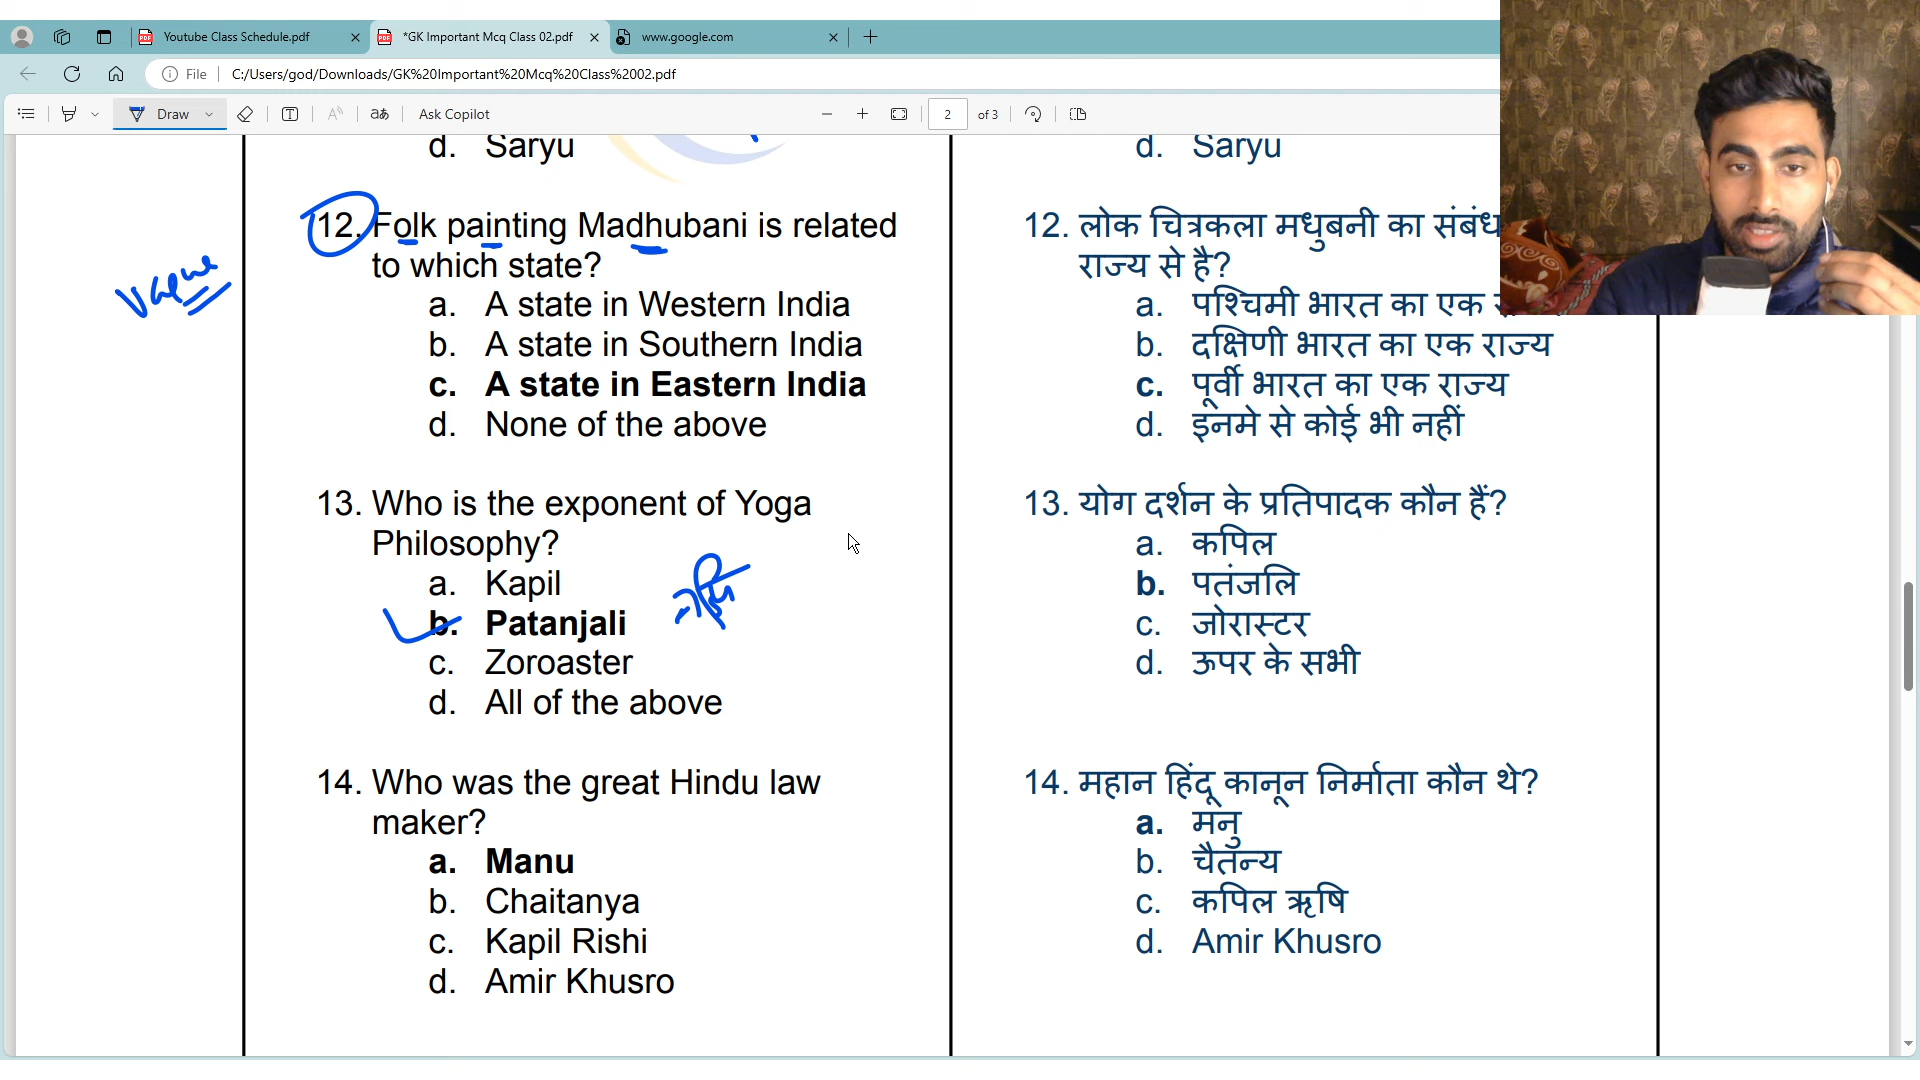 Youtube Class Schedule.pdf
*GK Important Mcq Class 02.pdf
www.google.com
File
C:/Users/god/Downloads/GK%20Important%20Mcq%20Class%2002.pdf
Draw
Ask Copilot
2 of 3
d. Saryu
12. Folk painting Madhubani is related
to which state?
a. A state in Western India
b. A state in Southern India
c. A state in Eastern India
d. None of the above
13. Who is the exponent of Yoga
Philosophy?
a. Kapil
b. Patanjali
c. Zoroaster
d. All of the above
14. Who was the great Hindu law
maker?
a. Manu
b. Chaitanya
c. Kapil Rishi
d. Amir Khusro
d. Saryu
12. लोक चित्रकला मधुबनी का संबंध
राज्य से है?
a. पश्चिमी भारत का एक
b. दक्षिणी भारत का एक राज्य
c. पूर्वी भारत का एक राज्य
d. इनमे से कोई भी नहीं
13. योग दर्शन के प्रतिपादक कौन हैं?
a. कपिल
b. पतंजलि
c. जोरास्टर
d. ऊपर के सभी
14. महान हिंदू कानून निर्माता कौन थे?
a. मनु
b. चैतन्य
c. कपिल ऋषि
d. Amir Khusro